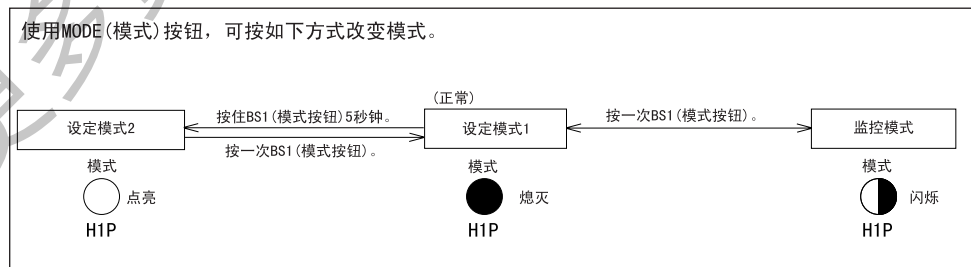 使用MODE(模式)按钮，可按如下方式改变模式。
(正常)
设定模式2
按住BS1(模式按钮)5秒钟。
按一次BS1(模式按钮)。
设定模式1
按一次BS1(模式按钮)。
监控模式
模式
点亮
H1P
模式
熄灭
H1P
模式
闪烁
H1P